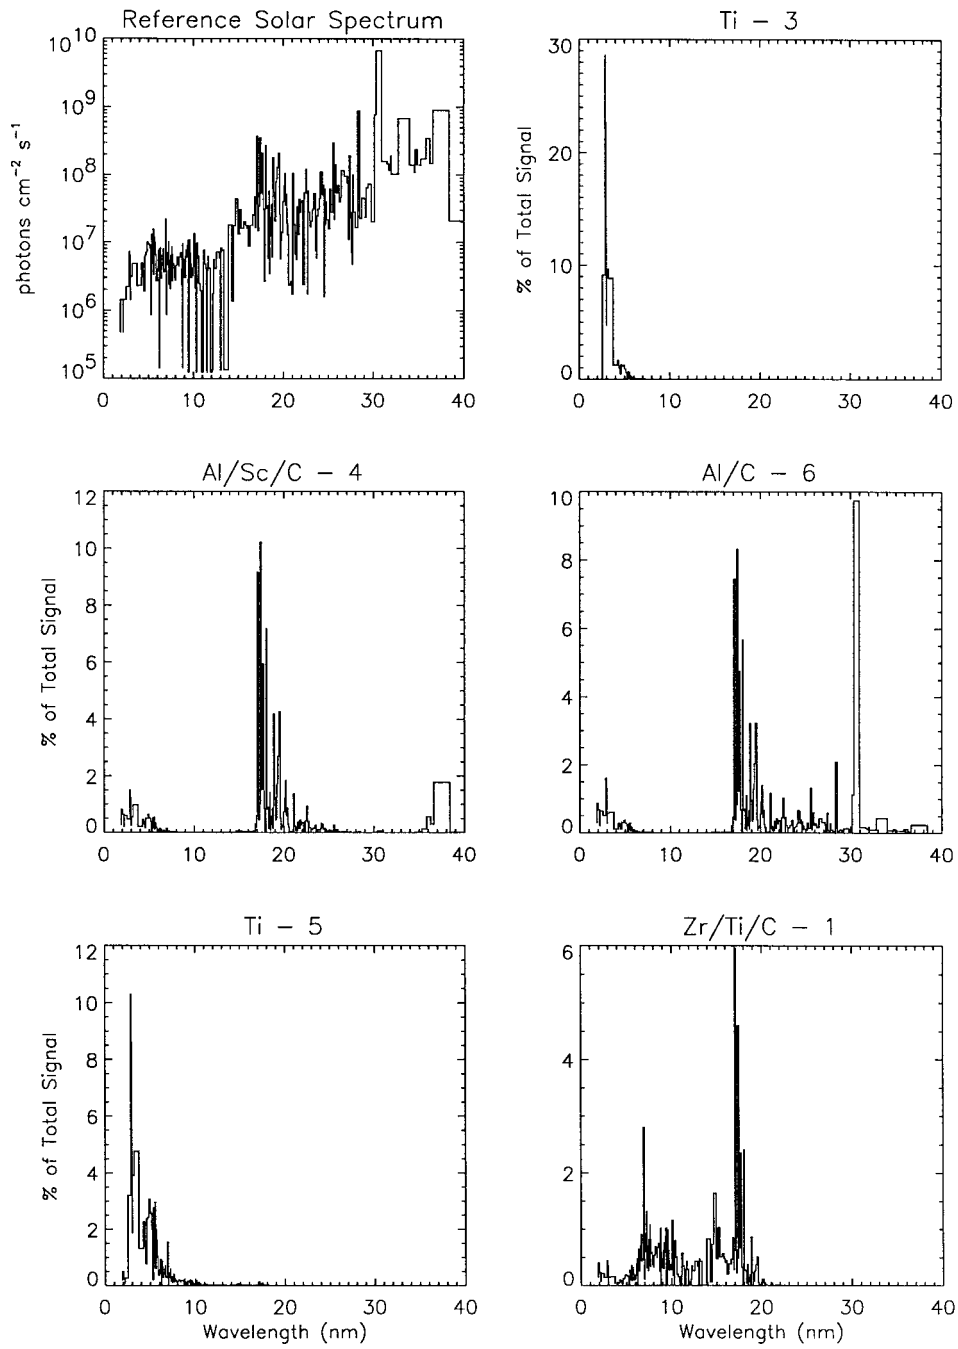 Reference Solar Spectrum
Ti - 3
10^10
10^9
10^8
10^7
10^6
10^5
photons cm^-2 s^-1
0 10 20 30 40
30
20
10
0
% of Total Signal
0 10 20 30 40
Al/Sc/C - 4
Al/C - 6
12
10
8
6
4
2
0
% of Total Signal
0 10 20 30 40
10
8
6
4
2
0
0 10 20 30 40
Ti - 5
Zr/Ti/C - 1
12
10
8
6
4
2
0
% of Total Signal
0 10 20 30 40
Wavelength (nm)
6
4
2
0
0 10 20 30 40
Wavelength (nm)